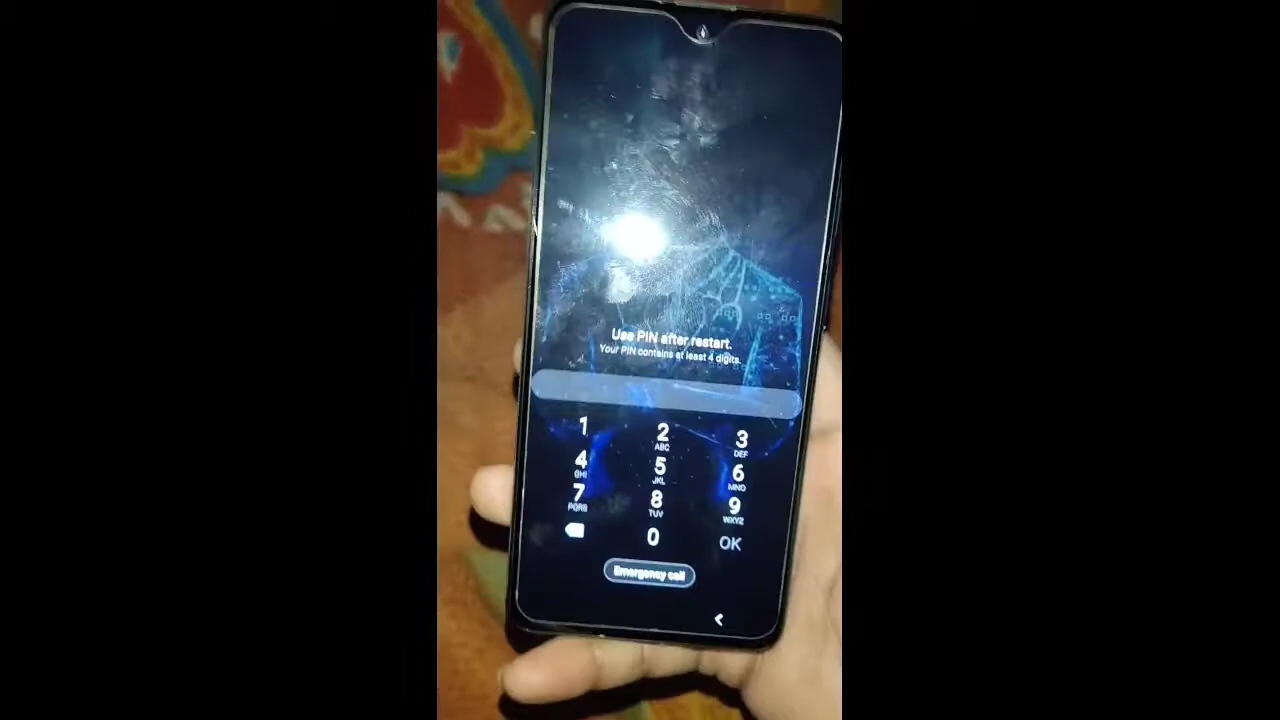 Use PIN after restart.
Your PIN contains at least 4 digits.
1 2 3
ABC DEF
4 5 6
GHI JKL MNO
7 8 9
PQRS TUV WXYZ
0 OK
Emergency call